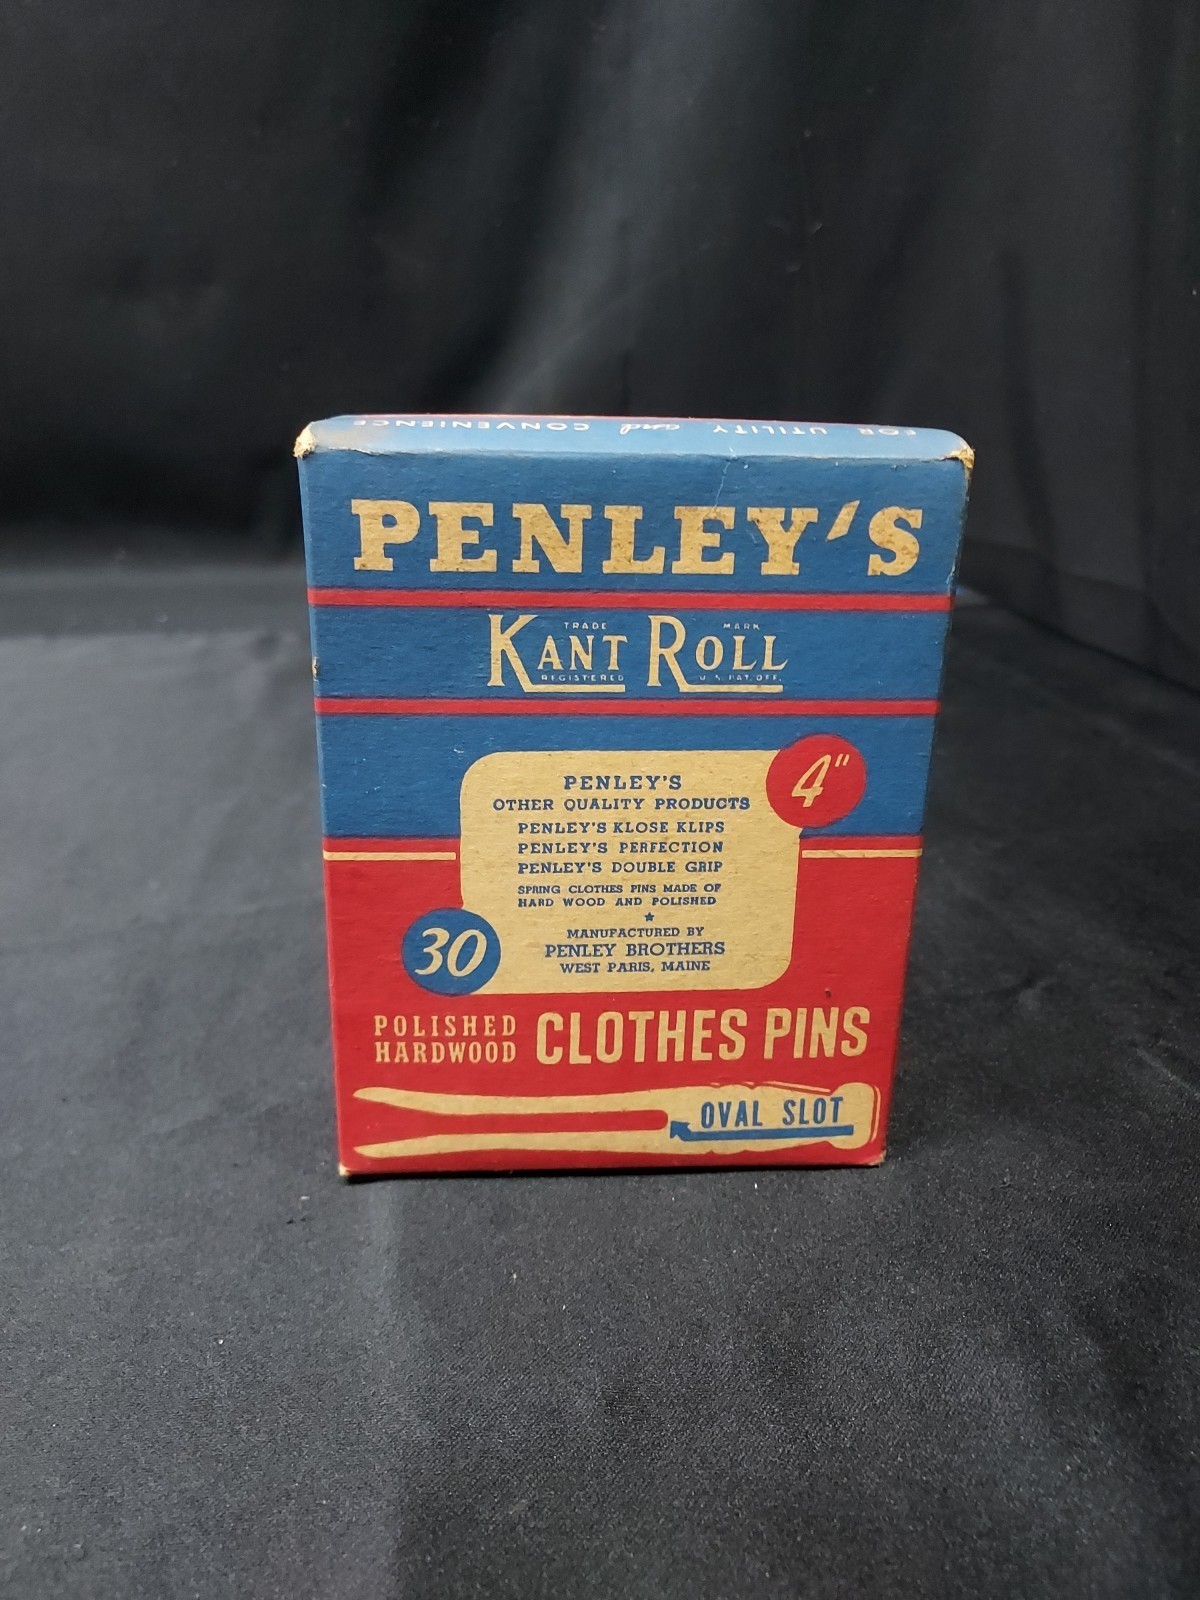 FOR UTILITY and CONVENIENCE
PENLEY'S
TRADE MARK
KANT ROLL
REGISTERED U.S. PAT. OFF.
4"
PENLEY'S
OTHER QUALITY PRODUCTS
PENLEY'S KLOSE KLIPS
PENLEY'S PERFECTION
PENLEY'S DOUBLE GRIP
SPRING CLOTHES PINS MADE OF
HARD WOOD AND POLISHED
MANUFACTURED BY
PENLEY BROTHERS
WEST PARIS, MAINE
30
POLISHED
HARDWOOD
CLOTHES PINS
OVAL SLOT